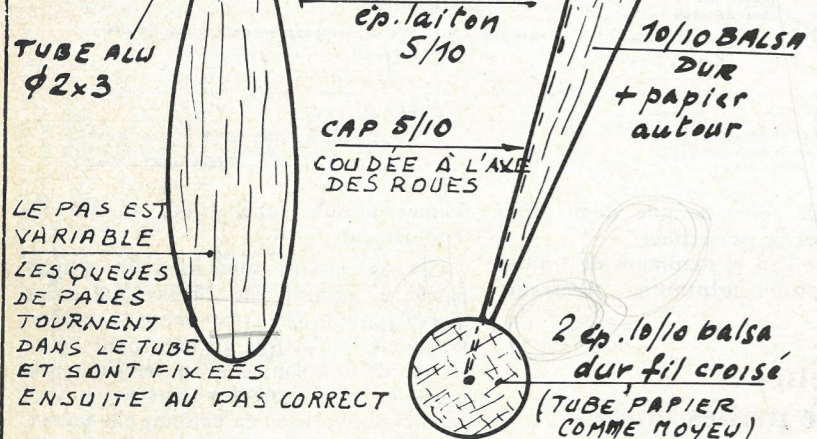 TUBE ALU
φ2x3
ép. laiton
5/10
10/10 BALSA
DUR
+ papier
autour
CAP 5/10
COUDÉE À L'AXE
DES ROUES
LE PAS EST
VARIABLE
LES QUEUES
DE PALES
TOURNENT
DANS LE TUBE
ET SONT FIXÉES
ENSUITE AU PAS CORRECT
2 ép. 10/10 balsa
dur fil croisé
(TUBE PAPIER
COMME MOYEU)